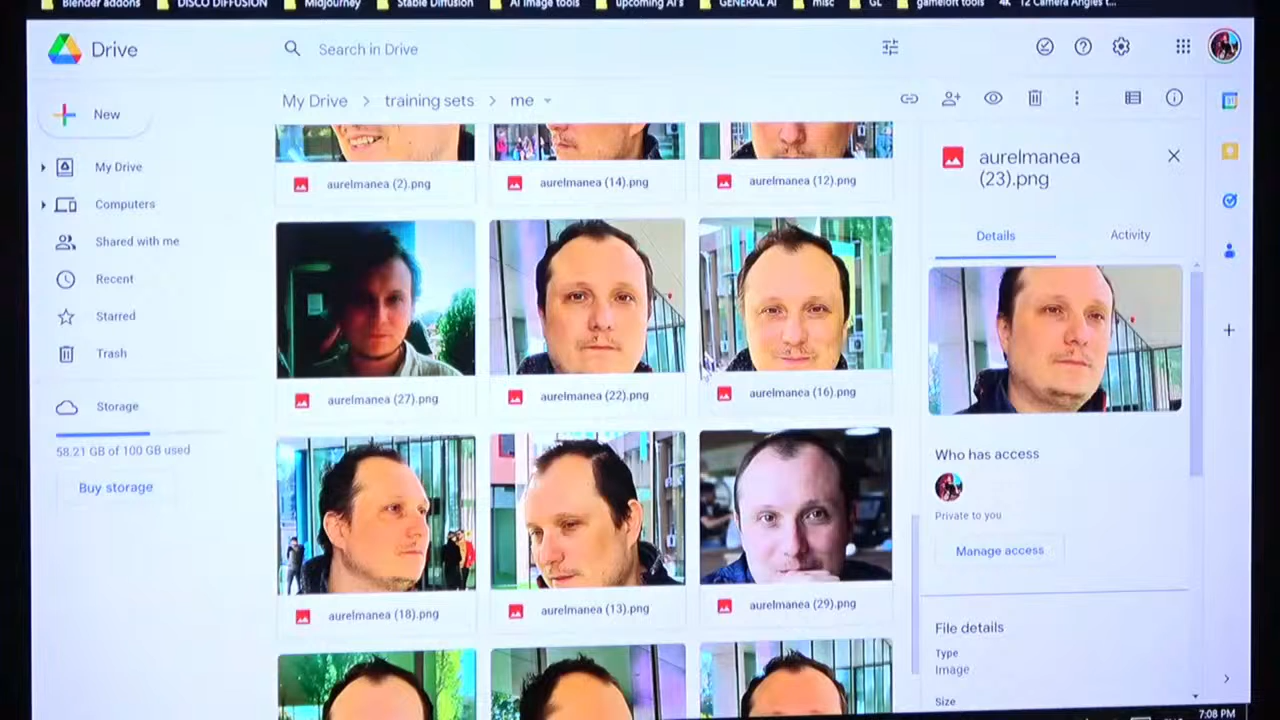 Blender addons
DISCO DIFFUSION
Midjourney
Stable Diffusion
AI image tools
upcoming AI's
GENERAL AI
misc
GL
gameloft tools
12 Camera Angles t...
Drive
Search in Drive
New
My Drive
Computers
Shared with me
Recent
Starred
Trash
Storage
58.21 GB of 100 GB used
Buy storage
My Drive > training sets > me
aurelmanea (2).png
aurelmanea (14).png
aurelmanea (12).png
aurelmanea (27).png
aurelmanea (22).png
aurelmanea (16).png
aurelmanea (18).png
aurelmanea (13).png
aurelmanea (29).png
aurelmanea
(23).png
Details
Activity
Who has access
Private to you
Manage access
File details
Type
Image
Size
7:08 PM